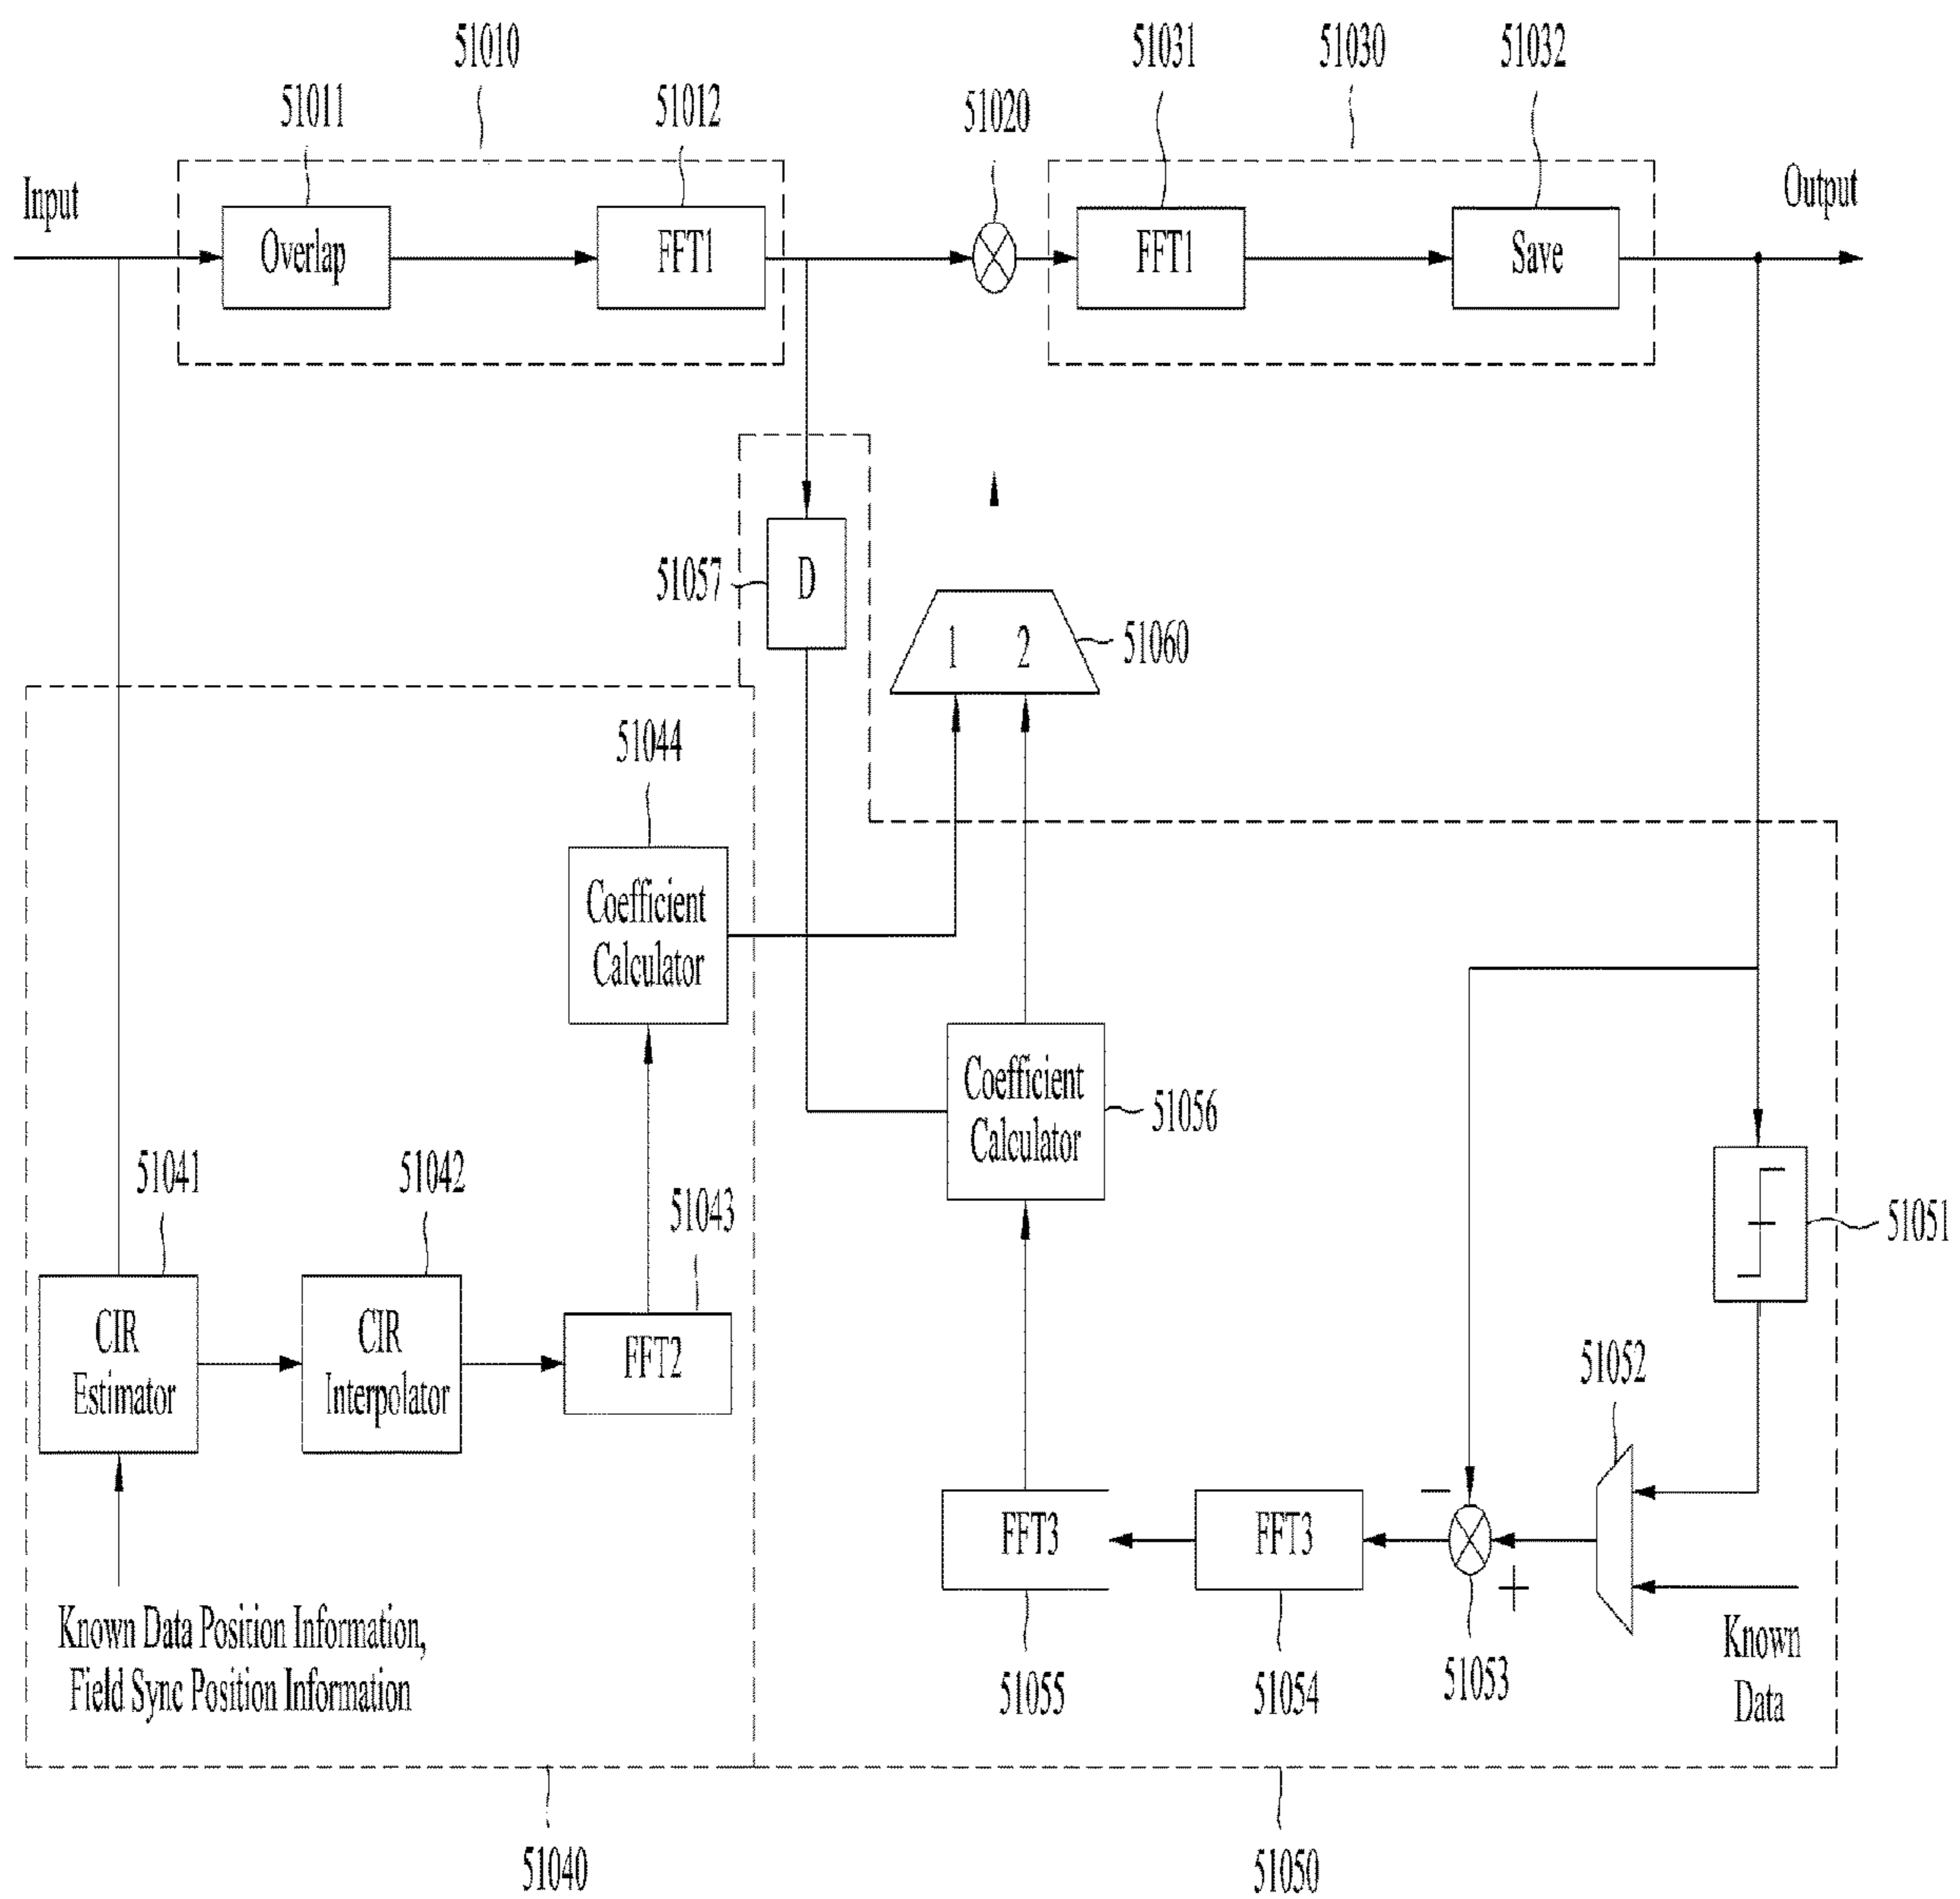 51010
51031
51030
51032
51011
51012
51020
Input
Output
Overlap
FFT1
FFT1
Save
51057
D
1 2
51060
51044
Coefficient
Calculator
Coefficient
Calculator
51056
51041
51042
51043
51051
CIR
Estimator
CIR
Interpolator
FFT2
51052
FFT3
FFT3
−
+
Known Data Position Information,
Field Sync Position Information
51055
51054
51053
Known
Data
51040
51050